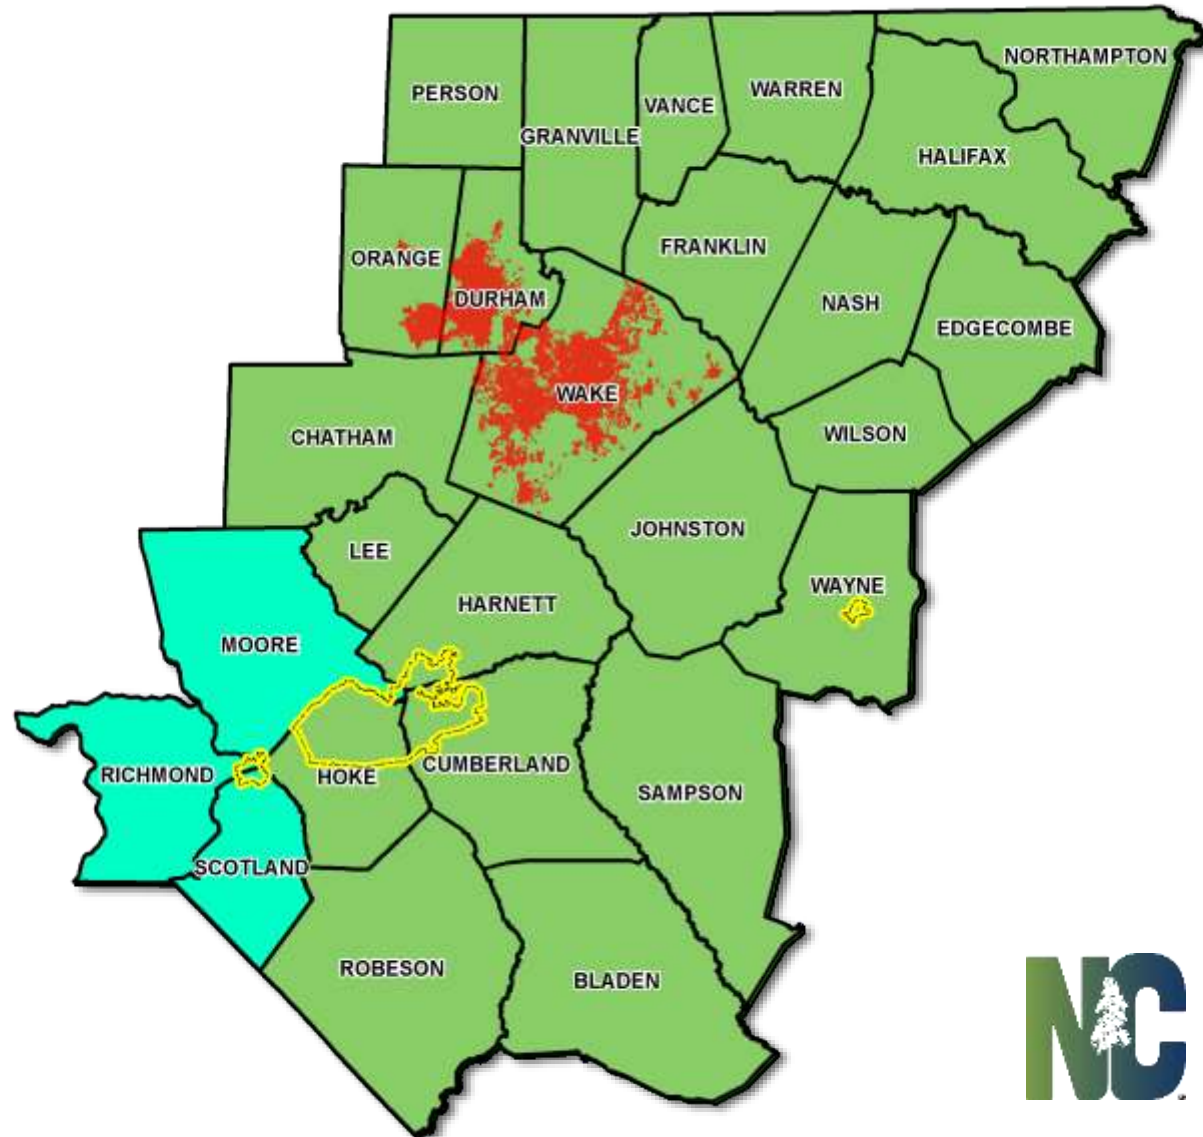 NORTHAMPTON
PERSON
WARREN
VANCE
GRANVILLE
HALIFAX
FRANKLIN
ORANGE
DURHAM
NASH
EDGECOMBE
WAKE
CHATHAM
WILSON
JOHNSTON
LEE
WAYNE
HARNETT
MOORE
RICHMOND
HOKE
CUMBERLAND
SAMPSON
SCOTLAND
ROBESON
BLADEN
NC